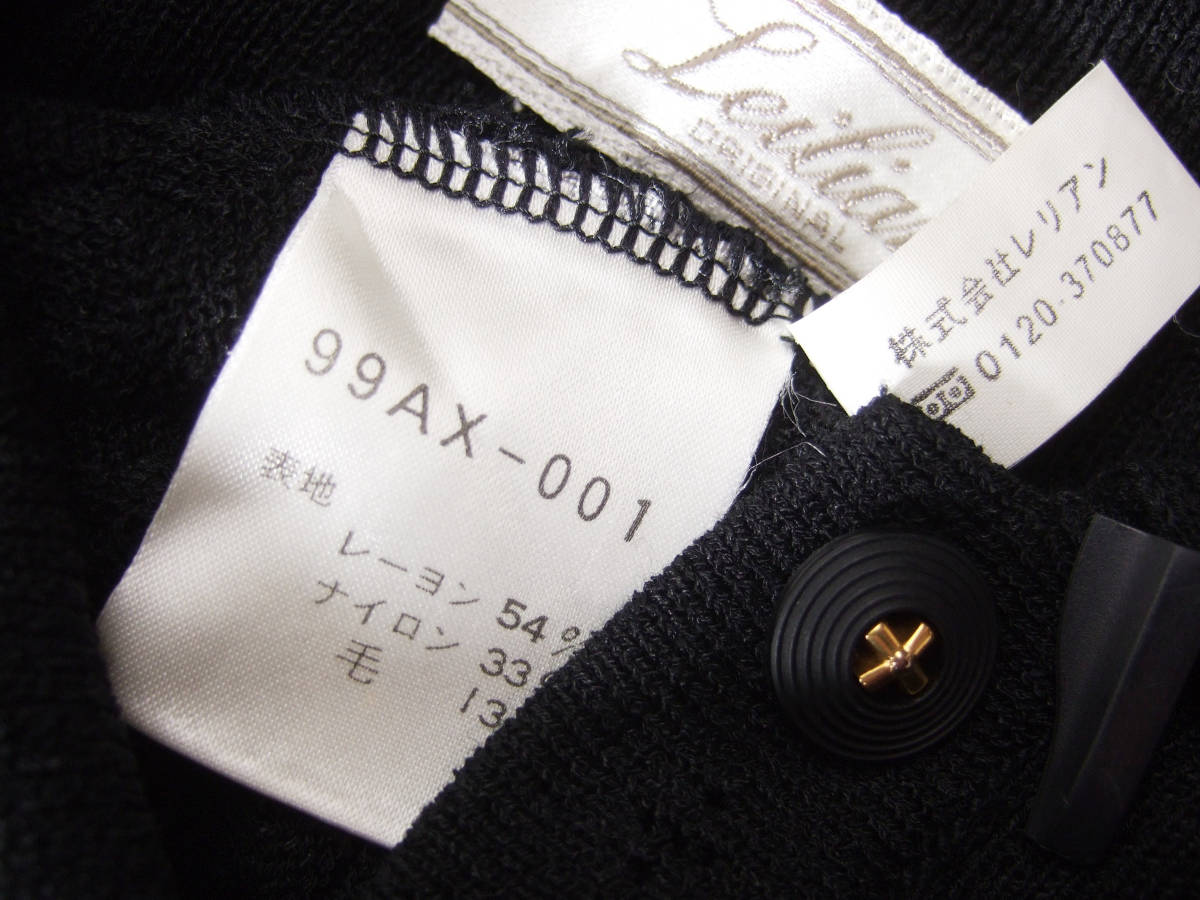 Leilian
ORIGINAL
株式会社レリアン
0120-370877
99AX-001
表地
レーヨン 54%
ナイロン 33
毛 13